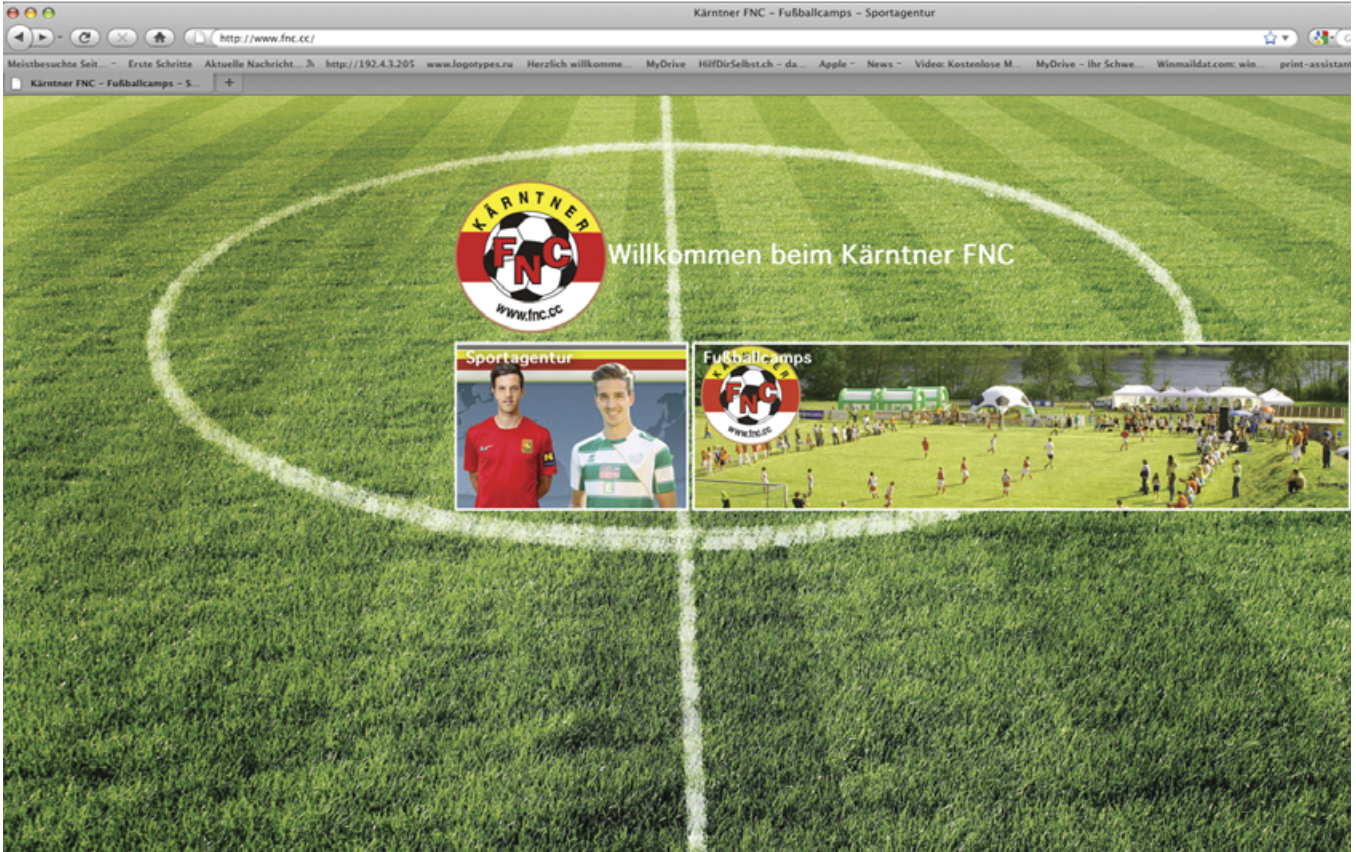 Kärntner FNC – Fußballcamps – Sportagentur
http://www.fnc.cc/
Meistbesuchte Seit... Erste Schritte Aktuelle Nachricht... http://192.4.3.205 www.logotypes.ru Herzlich willkomme... MyDrive HilfDirSelbst.ch – da... Apple News Video: Kostenlose M... MyDrive – Ihr Schwe... Winmaildat.com: win... print-assistant
Kärntner FNC – Fußballcamps – S...
KÄRNTNER
FNC
www.fnc.cc
Willkommen beim Kärntner FNC
Sportagentur
Fußballcamps
KÄRNTNER
FNC
www.fnc.cc